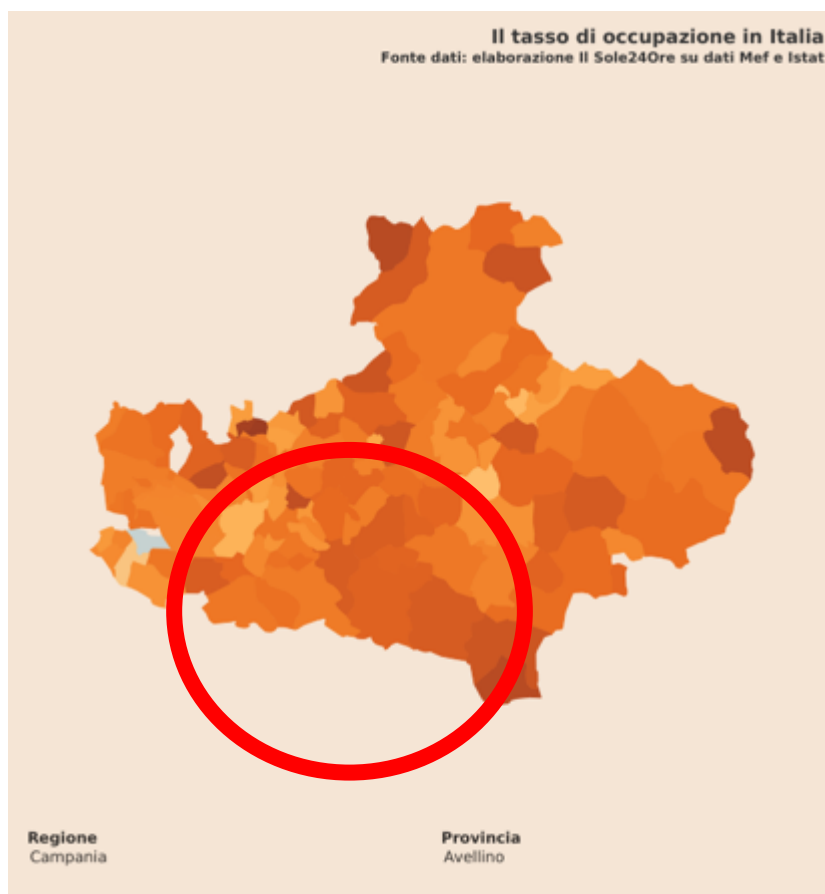 Il tasso di occupazione in Italia
Fonte dati: elaborazione Il Sole24Ore su dati Mef e Istat
Regione
Campania
Provincia
Avellino